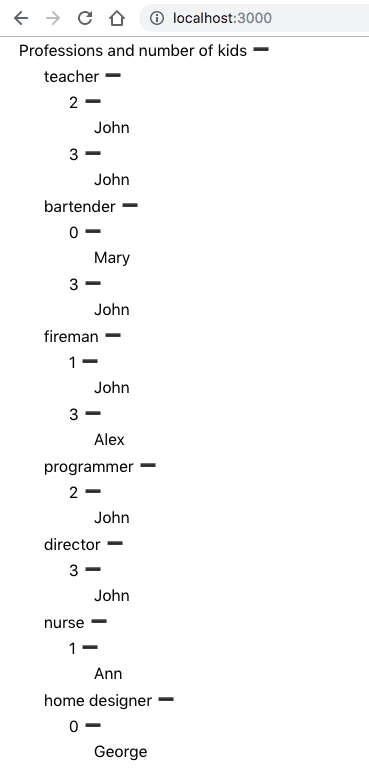 localhost:3000
Professions and number of kids ➖
teacher ➖
2 ➖
John
3 ➖
John
bartender ➖
0 ➖
Mary
3 ➖
John
fireman ➖
1 ➖
John
3 ➖
Alex
programmer ➖
2 ➖
John
director ➖
3 ➖
John
nurse ➖
1 ➖
Ann
home designer ➖
0 ➖
George